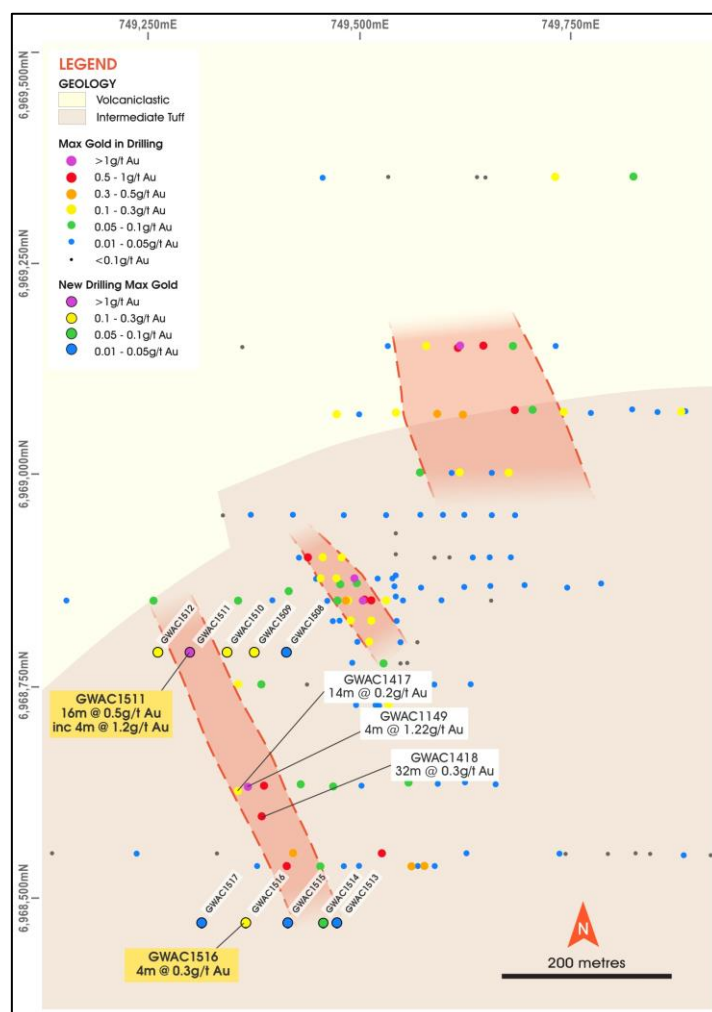 749,250mE
749,500mE
749,750mE
6,969,500mN
6,969,250mN
6,969,000mN
6,968,750mN
6,968,500mN
LEGEND
GEOLOGY
Volcaniclastic
Intermediate Tuff
Max Gold in Drilling
>1g/t Au
0.5 - 1g/t Au
0.3 - 0.5g/t Au
0.1 - 0.3g/t Au
0.05 - 0.1g/t Au
0.01 - 0.05g/t Au
<0.1g/t Au
New Drilling Max Gold
>1g/t Au
0.1 - 0.3g/t Au
0.05 - 0.1g/t Au
0.01 - 0.05g/t Au
GWAC1512
GWAC1511
GWAC1510
GWAC1509
GWAC1508
GWAC1511
16m @ 0.5g/t Au
inc 4m @ 1.2g/t Au
GWAC1417
14m @ 0.2g/t Au
GWAC1149
4m @ 1.22g/t Au
GWAC1418
32m @ 0.3g/t Au
GWAC1517
GWAC1516
GWAC1515
GWAC1514
GWAC1513
GWAC1516
4m @ 0.3g/t Au
N
200 metres